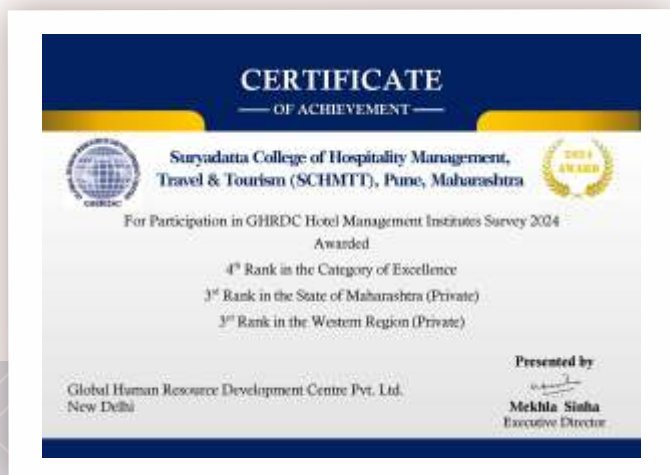 CERTIFICATE
OF ACHIEVEMENT
Suryadatta College of Hospitality Management,
Travel & Tourism (SCHMTT), Pune, Maharashtra
GHRDC
2024
AWARD
For Participation in GHRDC Hotel Management Institutes Survey 2024
Awarded
4th Rank in the Category of Excellence
3rd Rank in the State of Maharashtra (Private)
3rd Rank in the Western Region (Private)
Presented by
Global Human Resource Development Centre Pvt. Ltd.
New Delhi
Mekhla Sinha
Executive Director